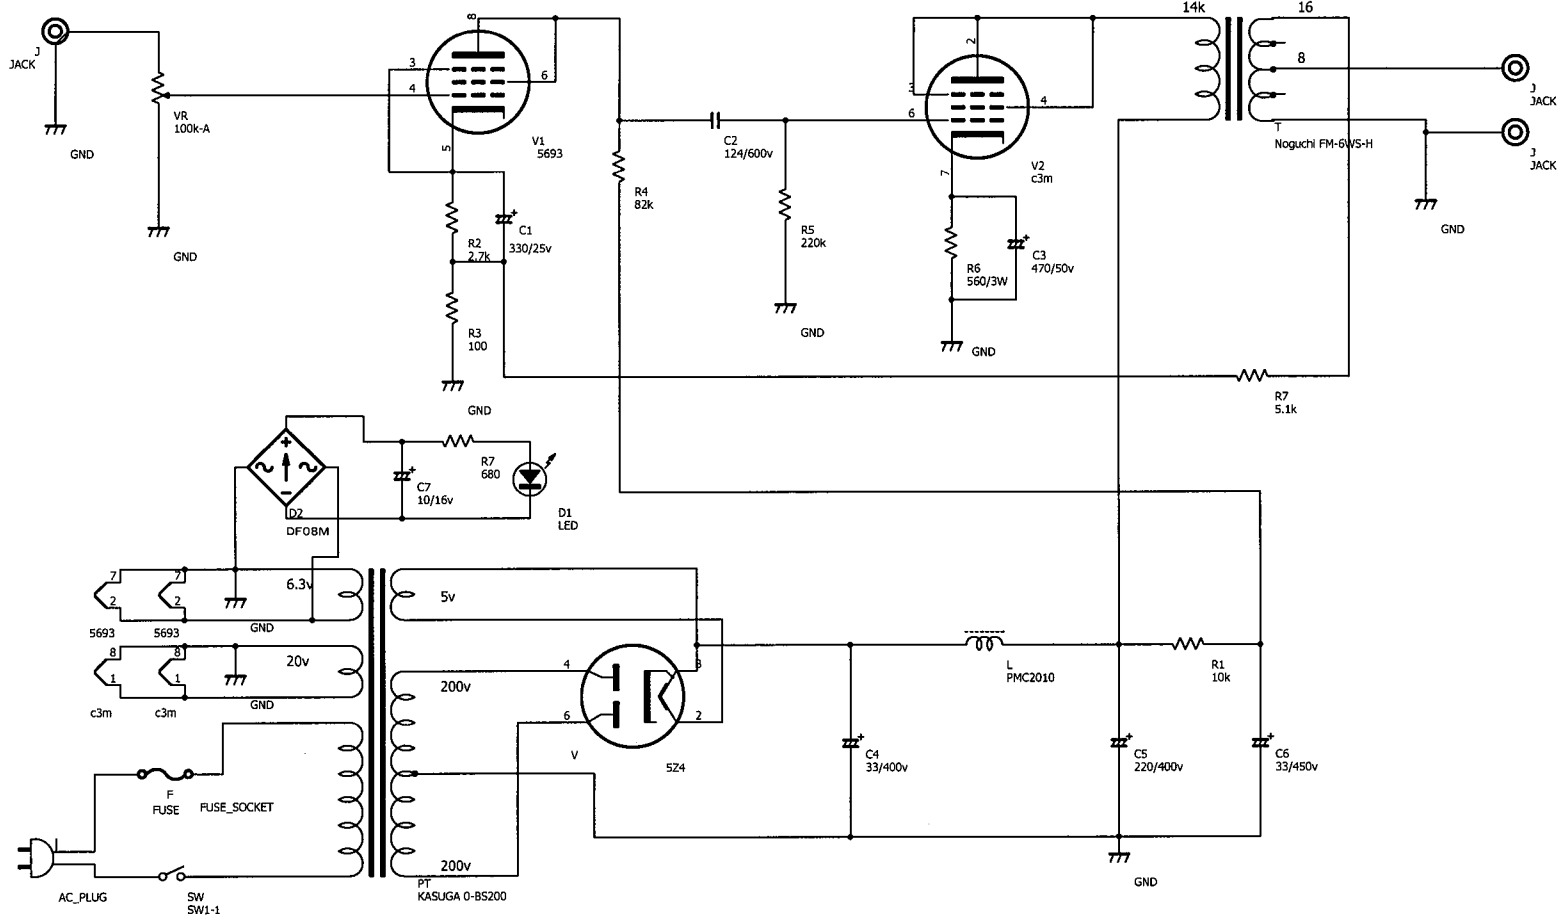 J
JACK
GND
VR
100k-A
GND
8
3
4
6
5
V1
5693
R2
2.7k
C1
330/25v
R3
100
GND
R4
82k
C2
124/600v
R5
220k
GND
2
3
4
6
7
V2
c3m
R6
560/3W
C3
470/50v
GND
14k
16
8
T
Noguchi FM-6WS-H
J
JACK
J
JACK
GND
R7
5.1k
D2
DF08M
C7
10/16v
R7
680
D1
LED
7
2
7
2
5693
5693
6.3v
GND
8
1
8
1
c3m
c3m
20v
GND
5v
200v
200v
PT
KASUGA 0-BS200
4
6
3
2
V
5Z4
F
FUSE
FUSE_SOCKET
AC_PLUG
SW
SW1-1
L
PMC2010
R1
10k
C4
33/400v
C5
220/400v
C6
33/450v
GND